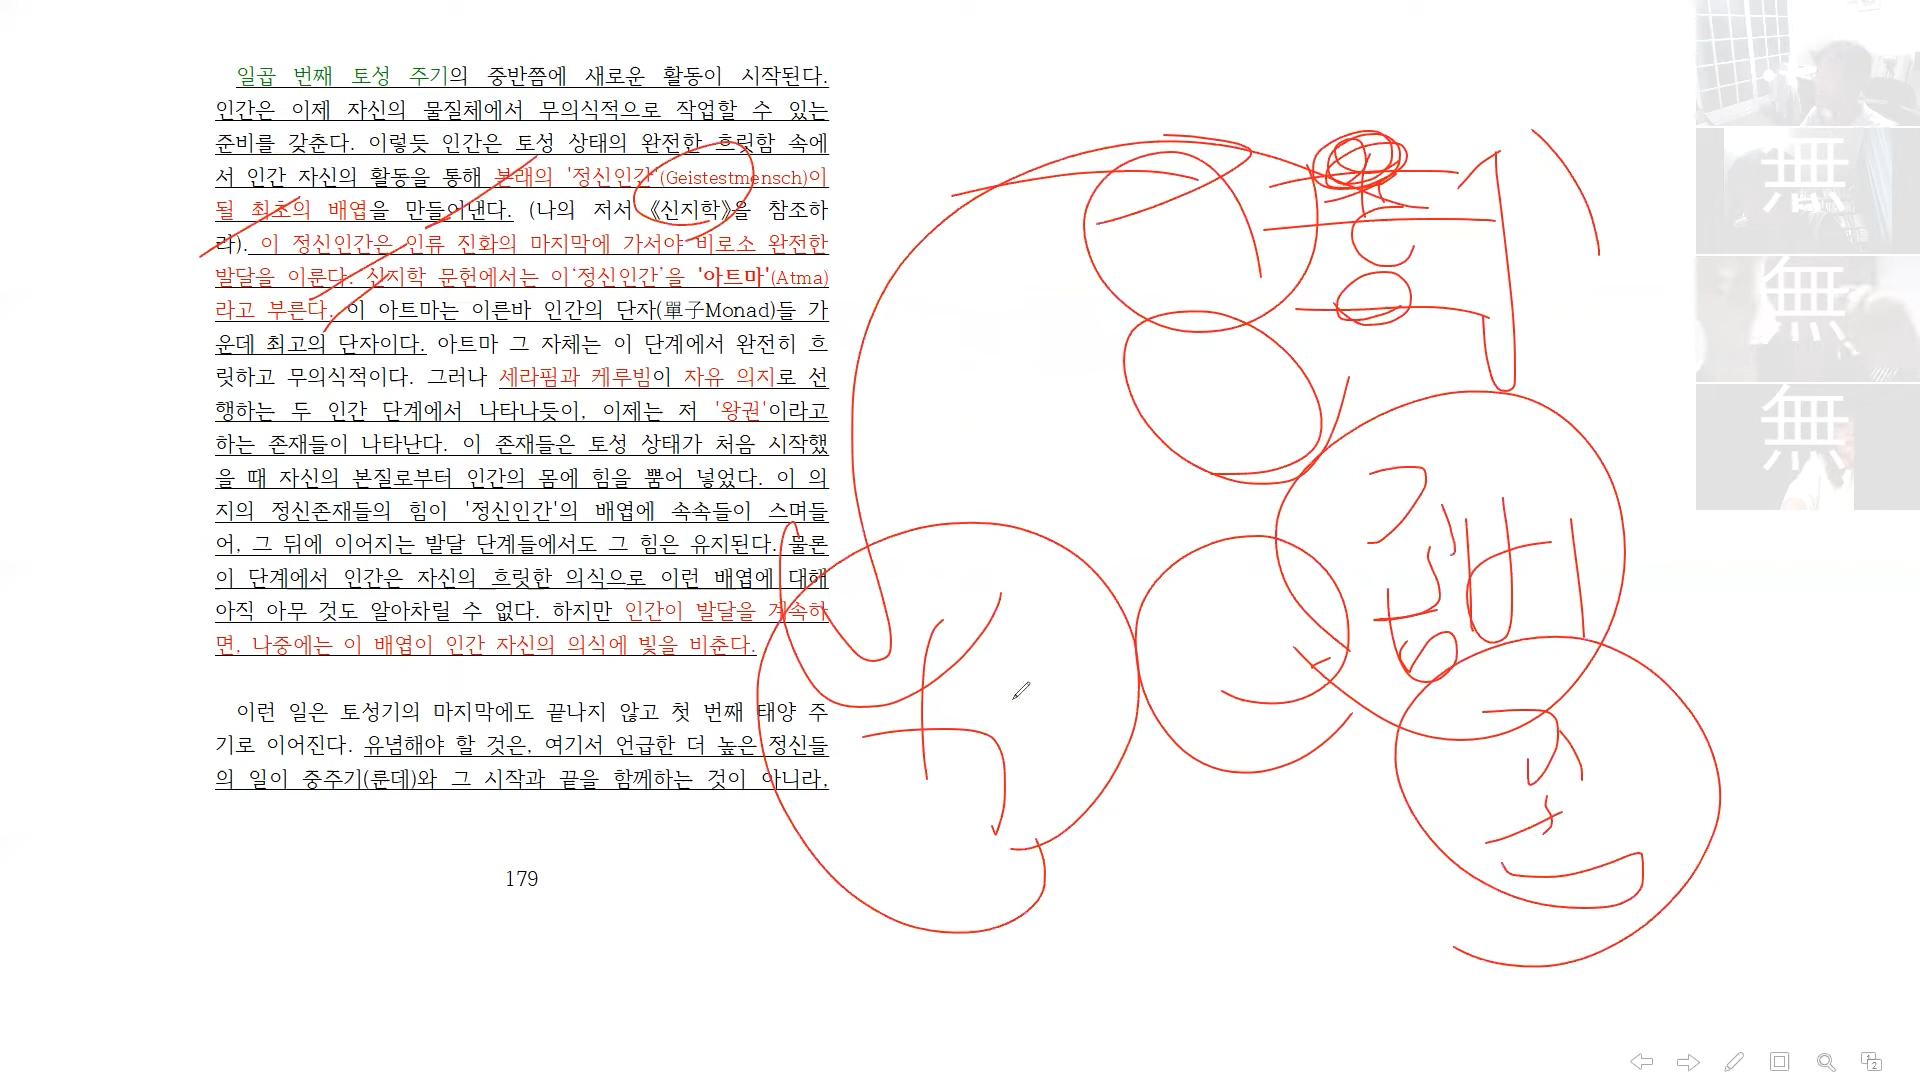 일곱 번째 토성 주기의 중반쯤에 새로운 활동이 시작된다.
인간은 이제 자신의 물질체에서 무의식적으로 작업할 수 있는
준비를 갖춘다. 이렇듯 인간은 토성 상태의 완전한 흐릿함 속에
서 인간 자신의 활동을 통해 본래의 '정신인간'(Geistestmensch)이
될 최초의 배엽을 만들어낸다. (나의 저서 《신지학》을 참조하
라). 이 정신인간은 인류 진화의 마지막에 가서야 비로소 완전한
발달을 이룬다. 신지학 문헌에서는 이'정신인간'을 '아트마'(Atma)
라고 부른다. 이 아트마는 이른바 인간의 단자(單子Monad)들 가
운데 최고의 단자이다. 아트마 그 자체는 이 단계에서 완전히 흐
릿하고 무의식적이다. 그러나 세라핌과 케루빔이 자유 의지로 선
행하는 두 인간 단계에서 나타나듯이, 이제는 저 '왕권'이라고
하는 존재들이 나타난다. 이 존재들은 토성 상태가 처음 시작했
을 때 자신의 본질로부터 인간의 몸에 힘을 뿜어 넣었다. 이 의
지의 정신존재들의 힘이 '정신인간'의 배엽에 속속들이 스며들
어, 그 뒤에 이어지는 발달 단계들에서도 그 힘은 유지된다. 물론
이 단계에서 인간은 자신의 흐릿한 의식으로 이런 배엽에 대해
아직 아무 것도 알아차릴 수 없다. 하지만 인간이 발달을 계속하
면, 나중에는 이 배엽이 인간 자신의 의식에 빛을 비춘다.
이런 일은 토성기의 마지막에도 끝나지 않고 첫 번째 태양 주
기로 이어진다. 유념해야 할 것은, 여기서 언급한 더 높은 정신들
의 일이 중주기(룬데)와 그 시작과 끝을 함께하는 것이 아니라,
179
無
無
無